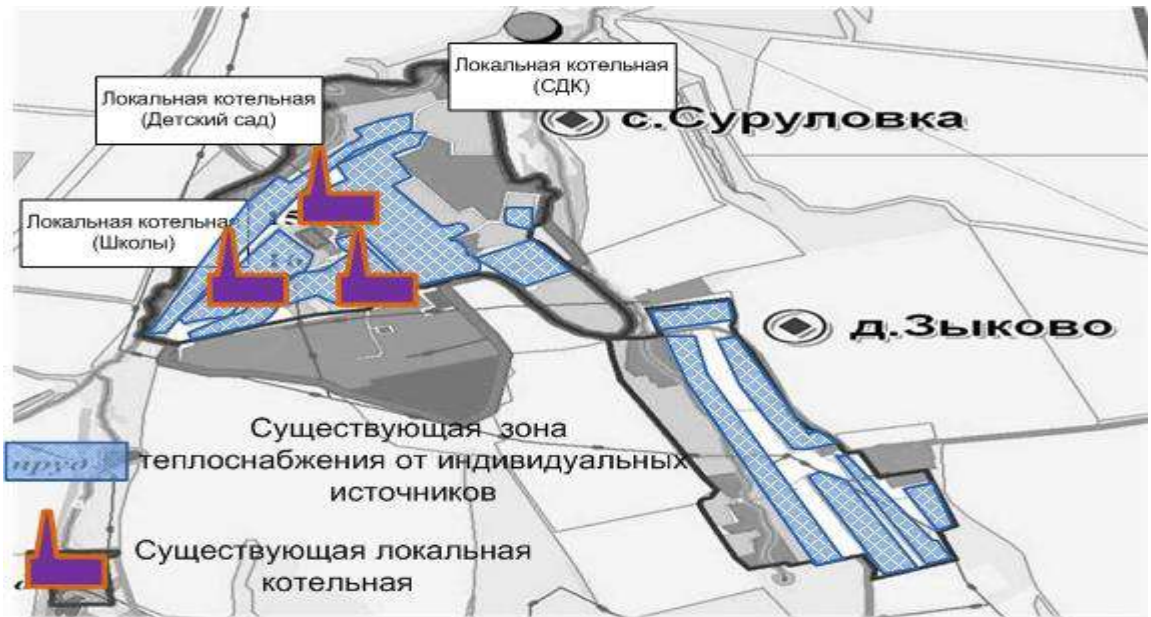 Локальная котельная
(СДК)
Локальная котельная
(Детский сад)
с.Суруловка
Локальная котельная
(Школы)
д.Зыково
Существующая зона
теплоснабжения от индивидуальных
источников
Существующая локальная
котельная